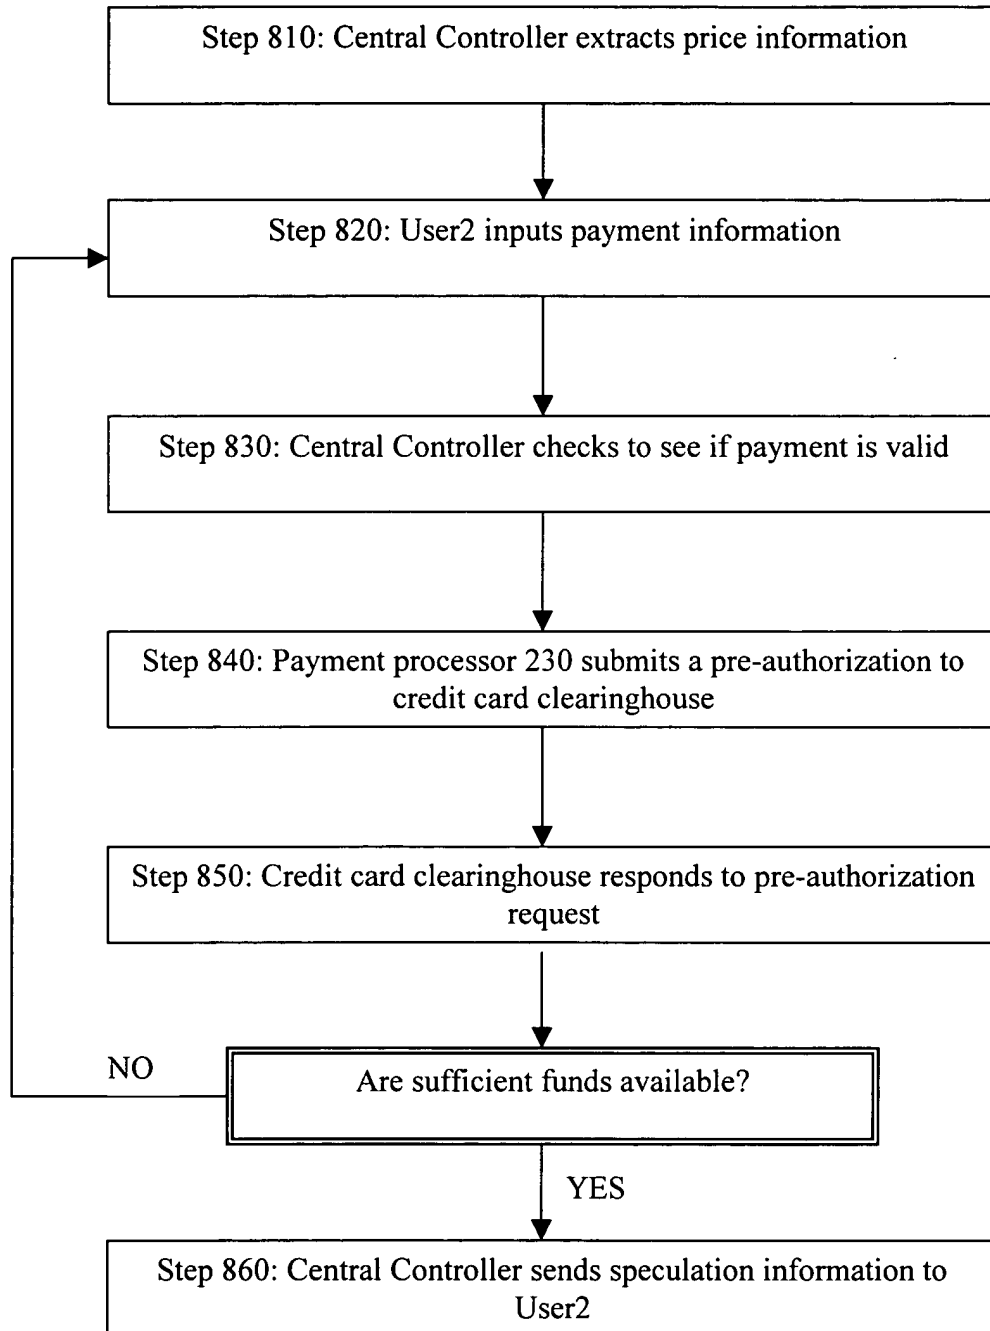 Step 810: Central Controller extracts price information
Step 820: User2 inputs payment information
Step 830: Central Controller checks to see if payment is valid
Step 840: Payment processor 230 submits a pre-authorization to
credit card clearinghouse
Step 850: Credit card clearinghouse responds to pre-authorization
request
NO
Are sufficient funds available?
YES
Step 860: Central Controller sends speculation information to
User2